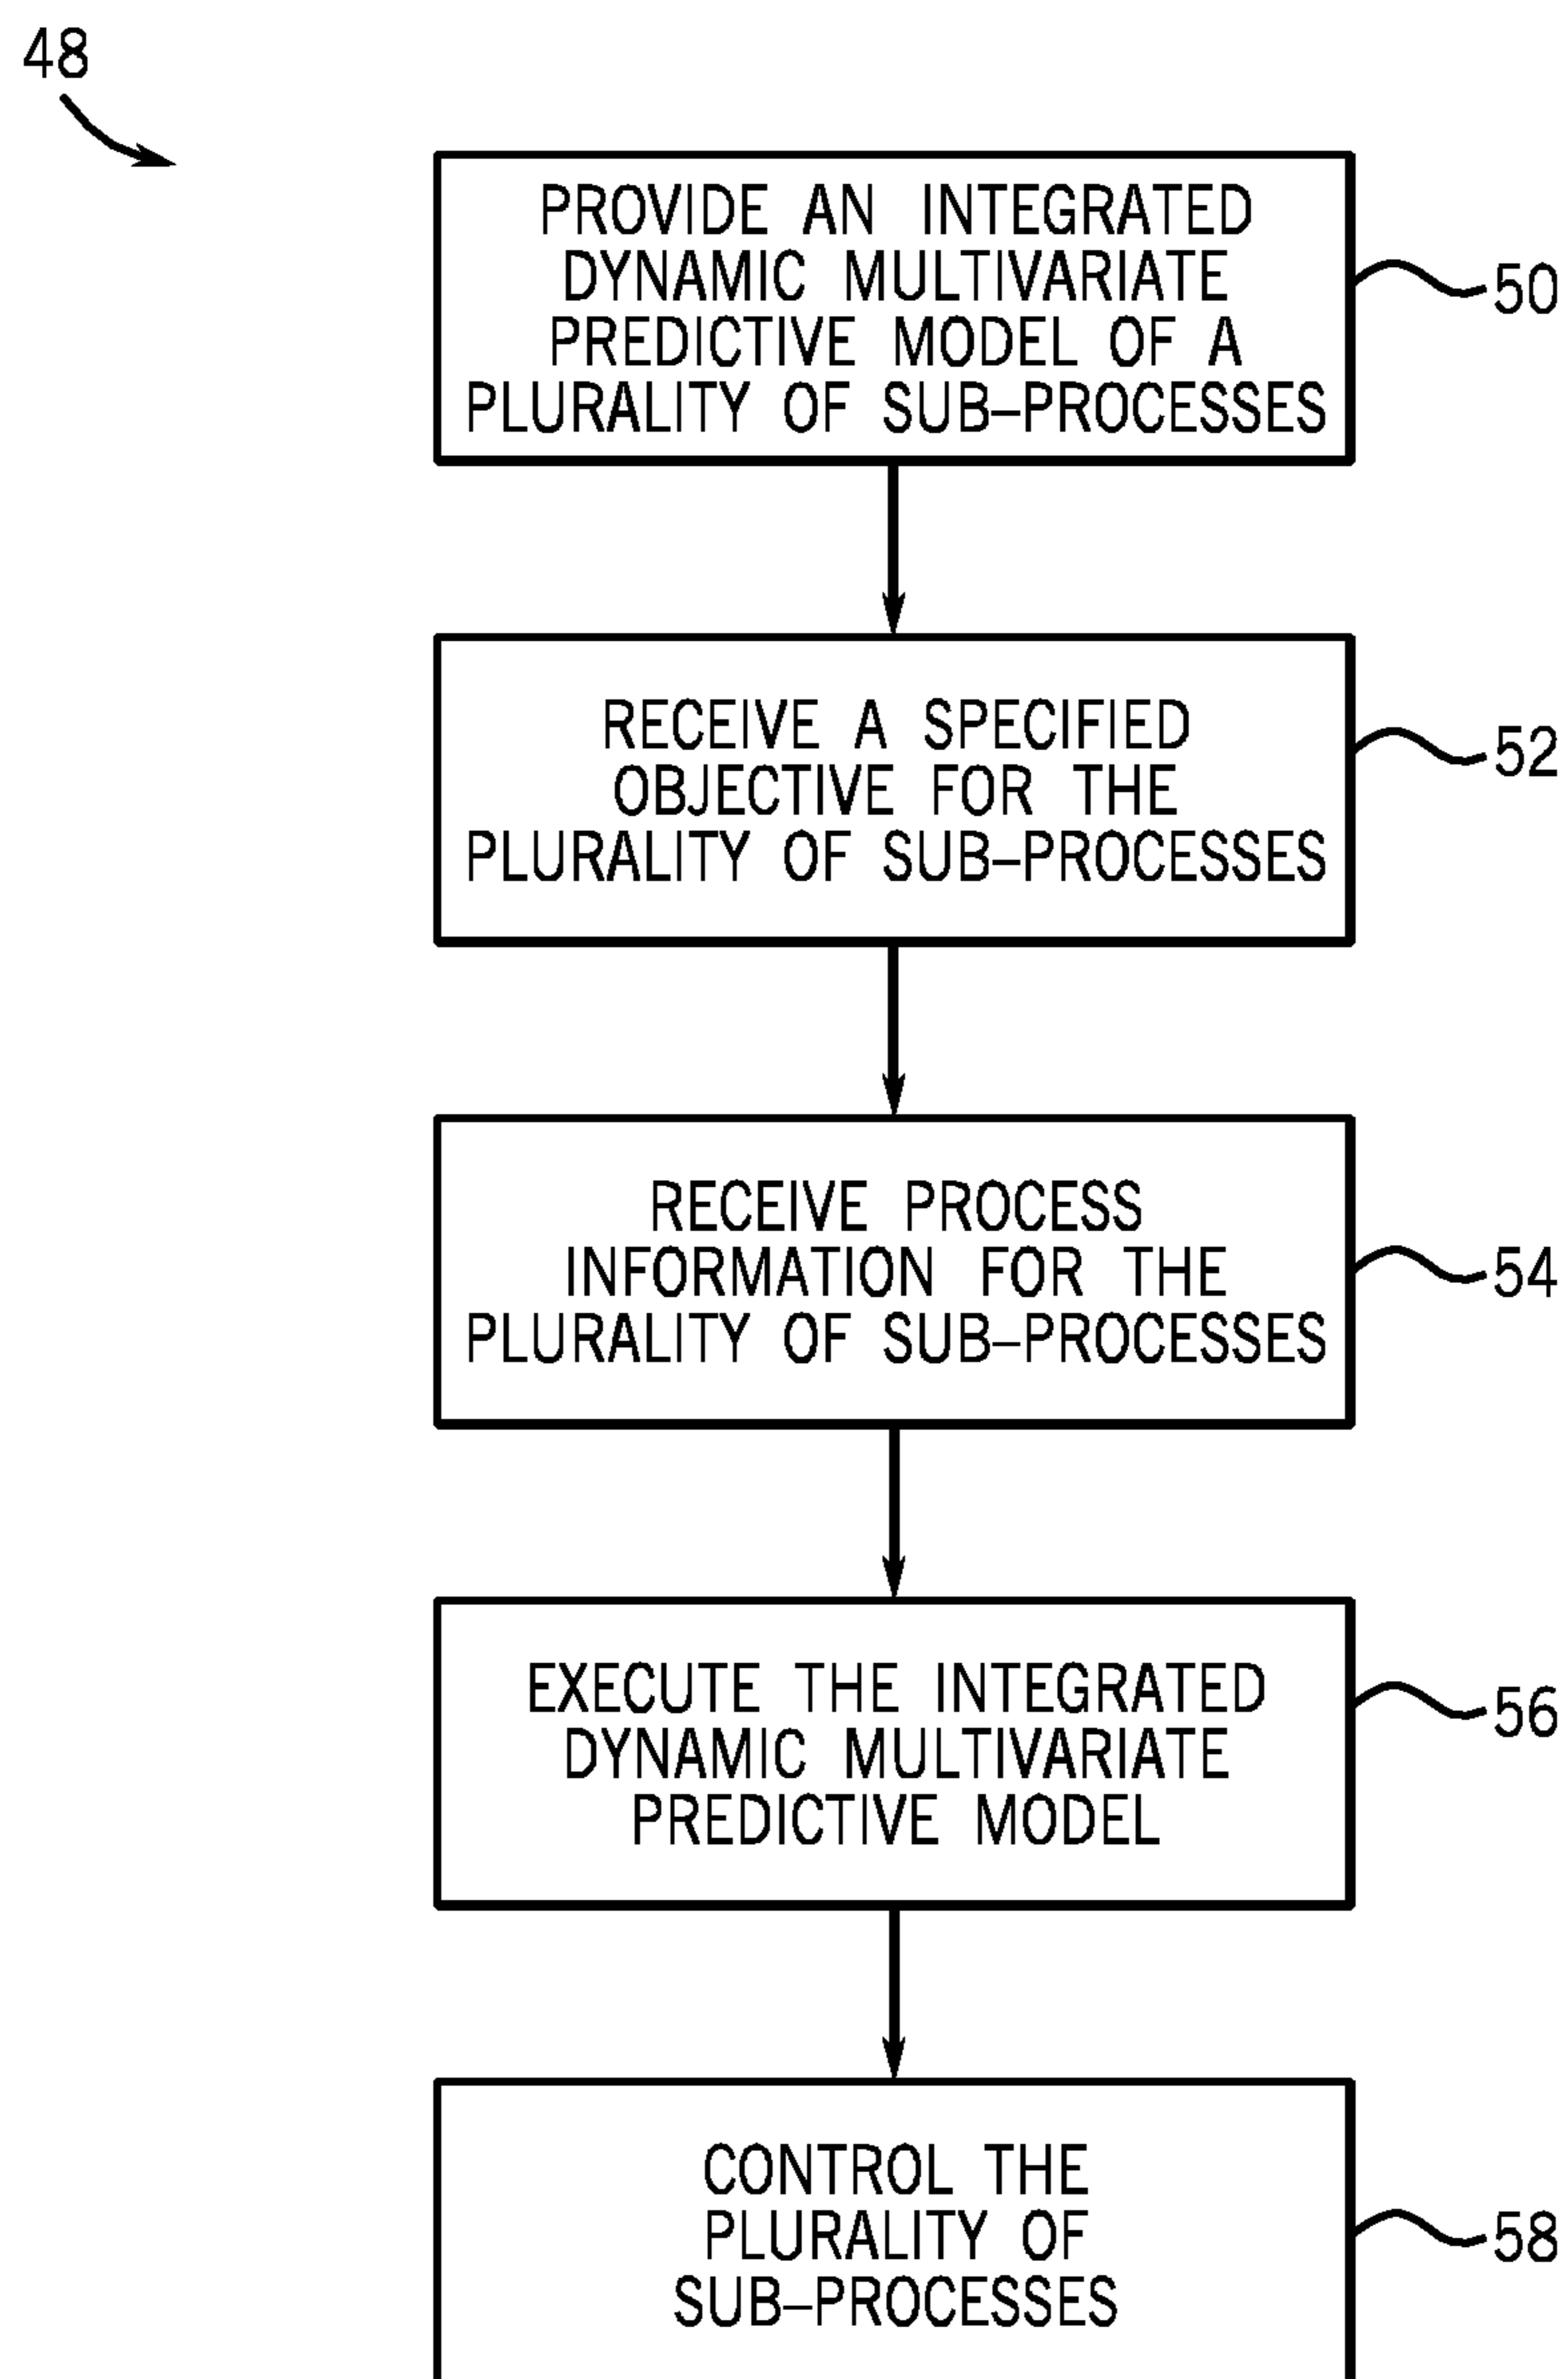 48
PROVIDE AN INTEGRATED
DYNAMIC MULTIVARIATE
PREDICTIVE MODEL OF A
PLURALITY OF SUB–PROCESSES
50
RECEIVE A SPECIFIED
OBJECTIVE FOR THE
PLURALITY OF SUB–PROCESSES
52
RECEIVE PROCESS
INFORMATION FOR THE
PLURALITY OF SUB–PROCESSES
54
EXECUTE THE INTEGRATED
DYNAMIC MULTIVARIATE
PREDICTIVE MODEL
56
CONTROL THE
PLURALITY OF
SUB–PROCESSES
58